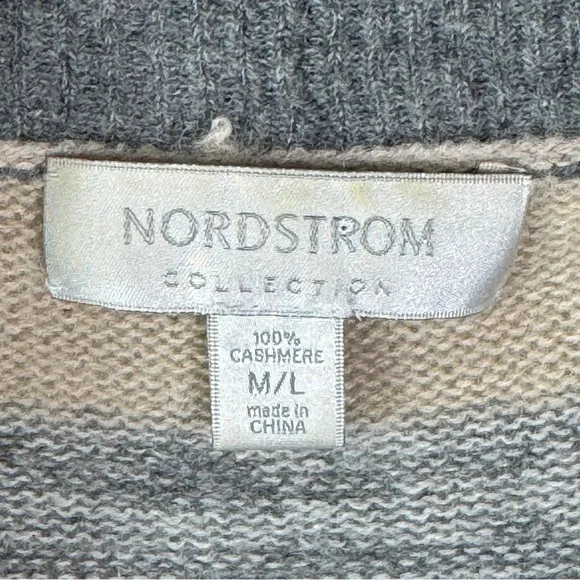 NORDSTROM
COLLECTION
100%
CASHMERE
M/L
made in
CHINA